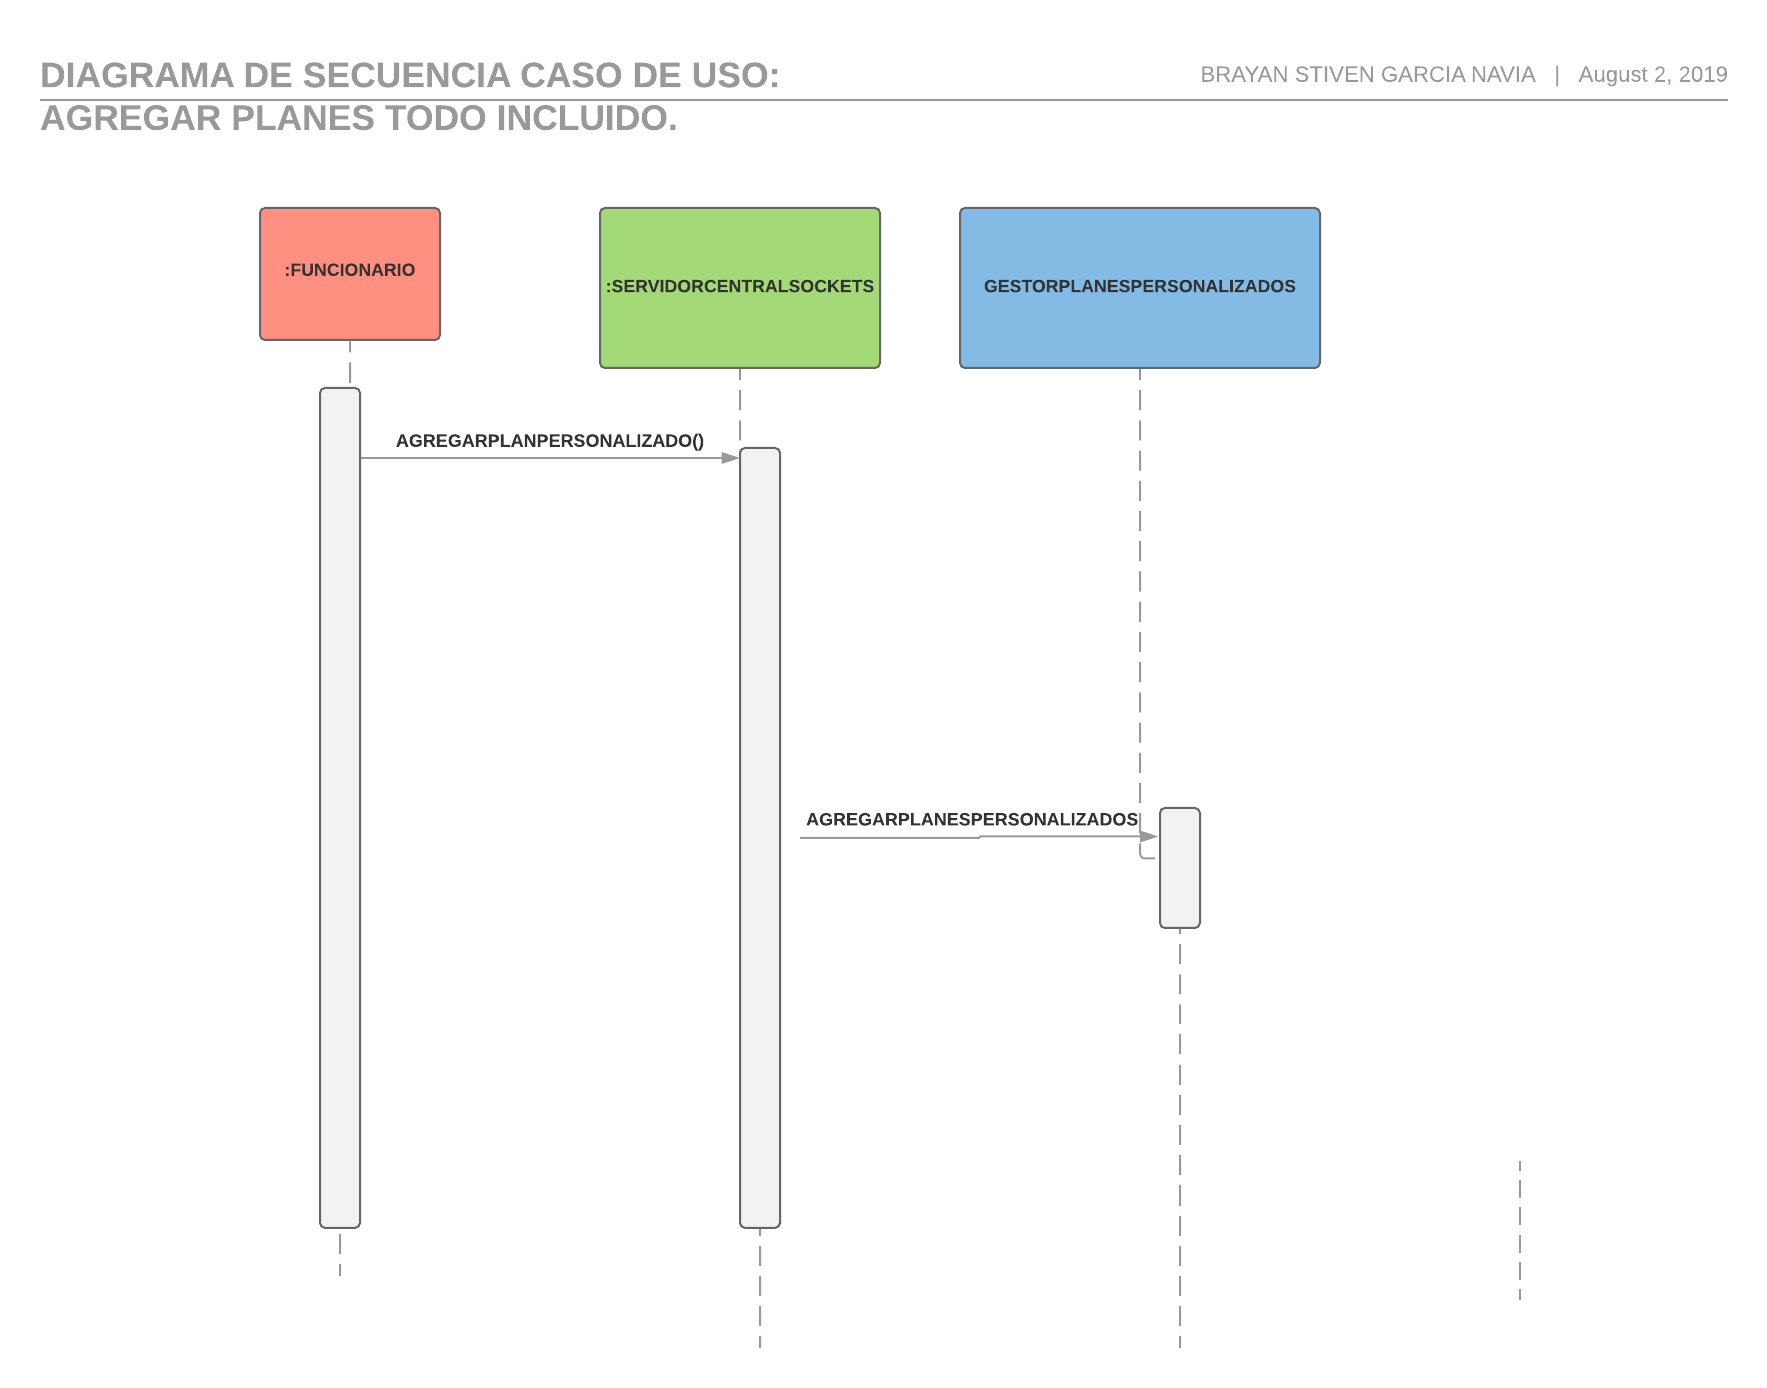 DIAGRAMA DE SECUENCIA CASO DE USO:
AGREGAR PLANES TODO INCLUIDO.
BRAYAN STIVEN GARCIA NAVIA | August 2, 2019
:FUNCIONARIO
:SERVIDORCENTRALSOCKETS
GESTORPLANESPERSONALIZADOS
AGREGARPLANPERSONALIZADO()
AGREGARPLANESPERSONALIZADOS